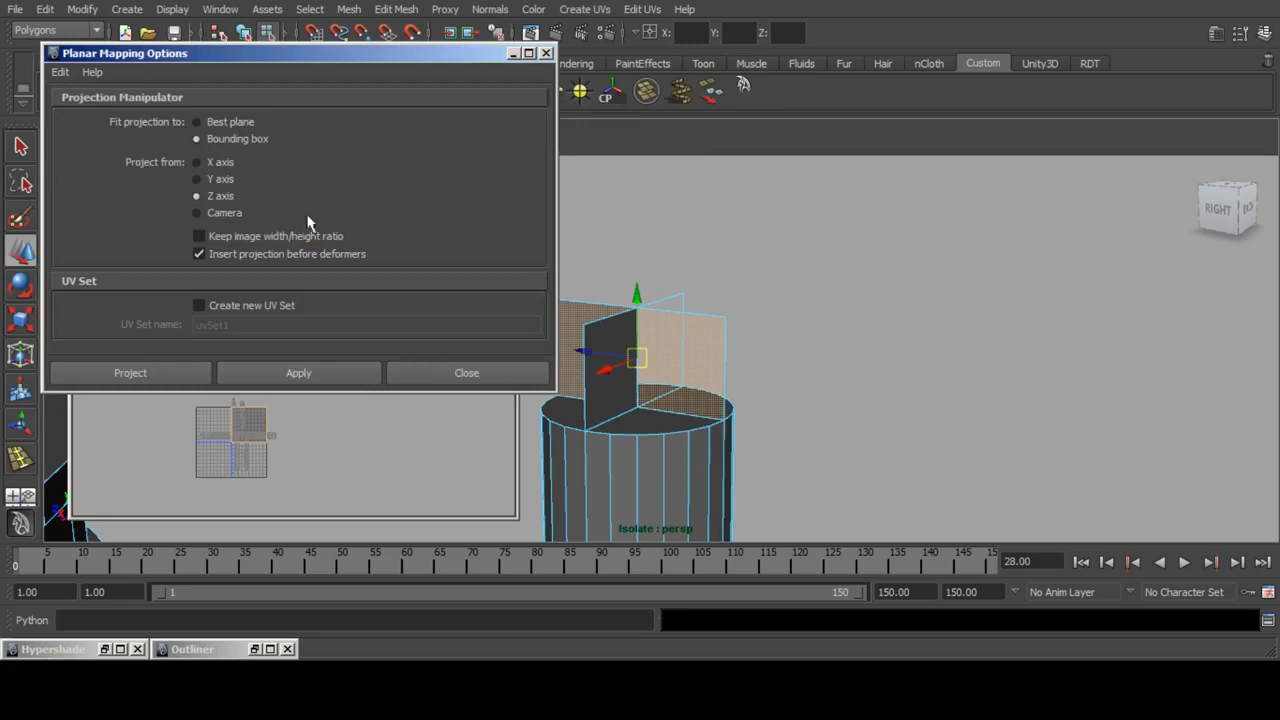 File Edit Modify Create Display Window Assets Select Mesh Edit Mesh Proxy Normals Color Create UVs Edit UVs Help
Polygons X: Y: Z:
Planar Mapping Options
Edit Help
PaintEffects Toon Muscle Fluids Fur Hair nCloth Custom Unity3D RDT
CP
Projection Manipulator
Fit projection to: Best plane
Bounding box
Project from: X axis
Y axis
Z axis
Camera
RIGHT
Keep image width/height ratio
Insert projection before deformers
UV Set
Create new UV Set
UV Set name: uvSet1
Project Apply Close
Isolate : persp
5 10 15 20 25 30 35 40 45 50 55 60 65 70 75 80 85 90 95 100 105 110 115 120 125 130 135 140 145 15
0 28.00
1.00 1.00 1 150 150.00 150.00 No Anim Layer No Character Set
Python
Hypershade Outliner